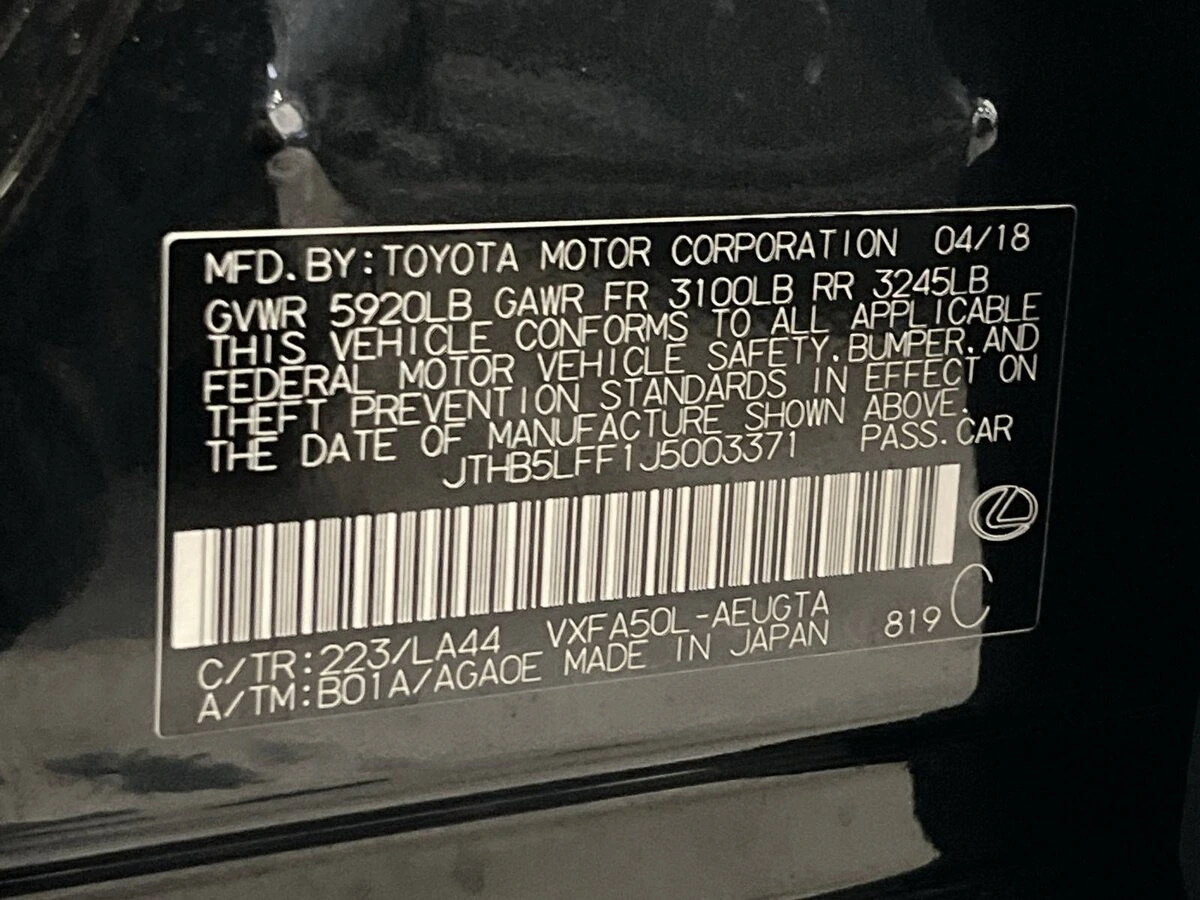 MFD. BY: TOYOTA MOTOR CORPORATION 04/18
GVWR 5920LB GAWR FR 3100LB RR 3245LB
THIS VEHICLE CONFORMS TO ALL APPLICABLE
FEDERAL MOTOR VEHICLE SAFETY, BUMPER, AND
THEFT PREVENTION STANDARDS IN EFFECT ON
THE DATE OF MANUFACTURE SHOWN ABOVE.
JTHB5LFF1J5003371 PASS. CAR
C/TR:223/LA44 VXFA50L-AEUGTA
A/TM:B01A/AGA0E MADE IN JAPAN 819 C